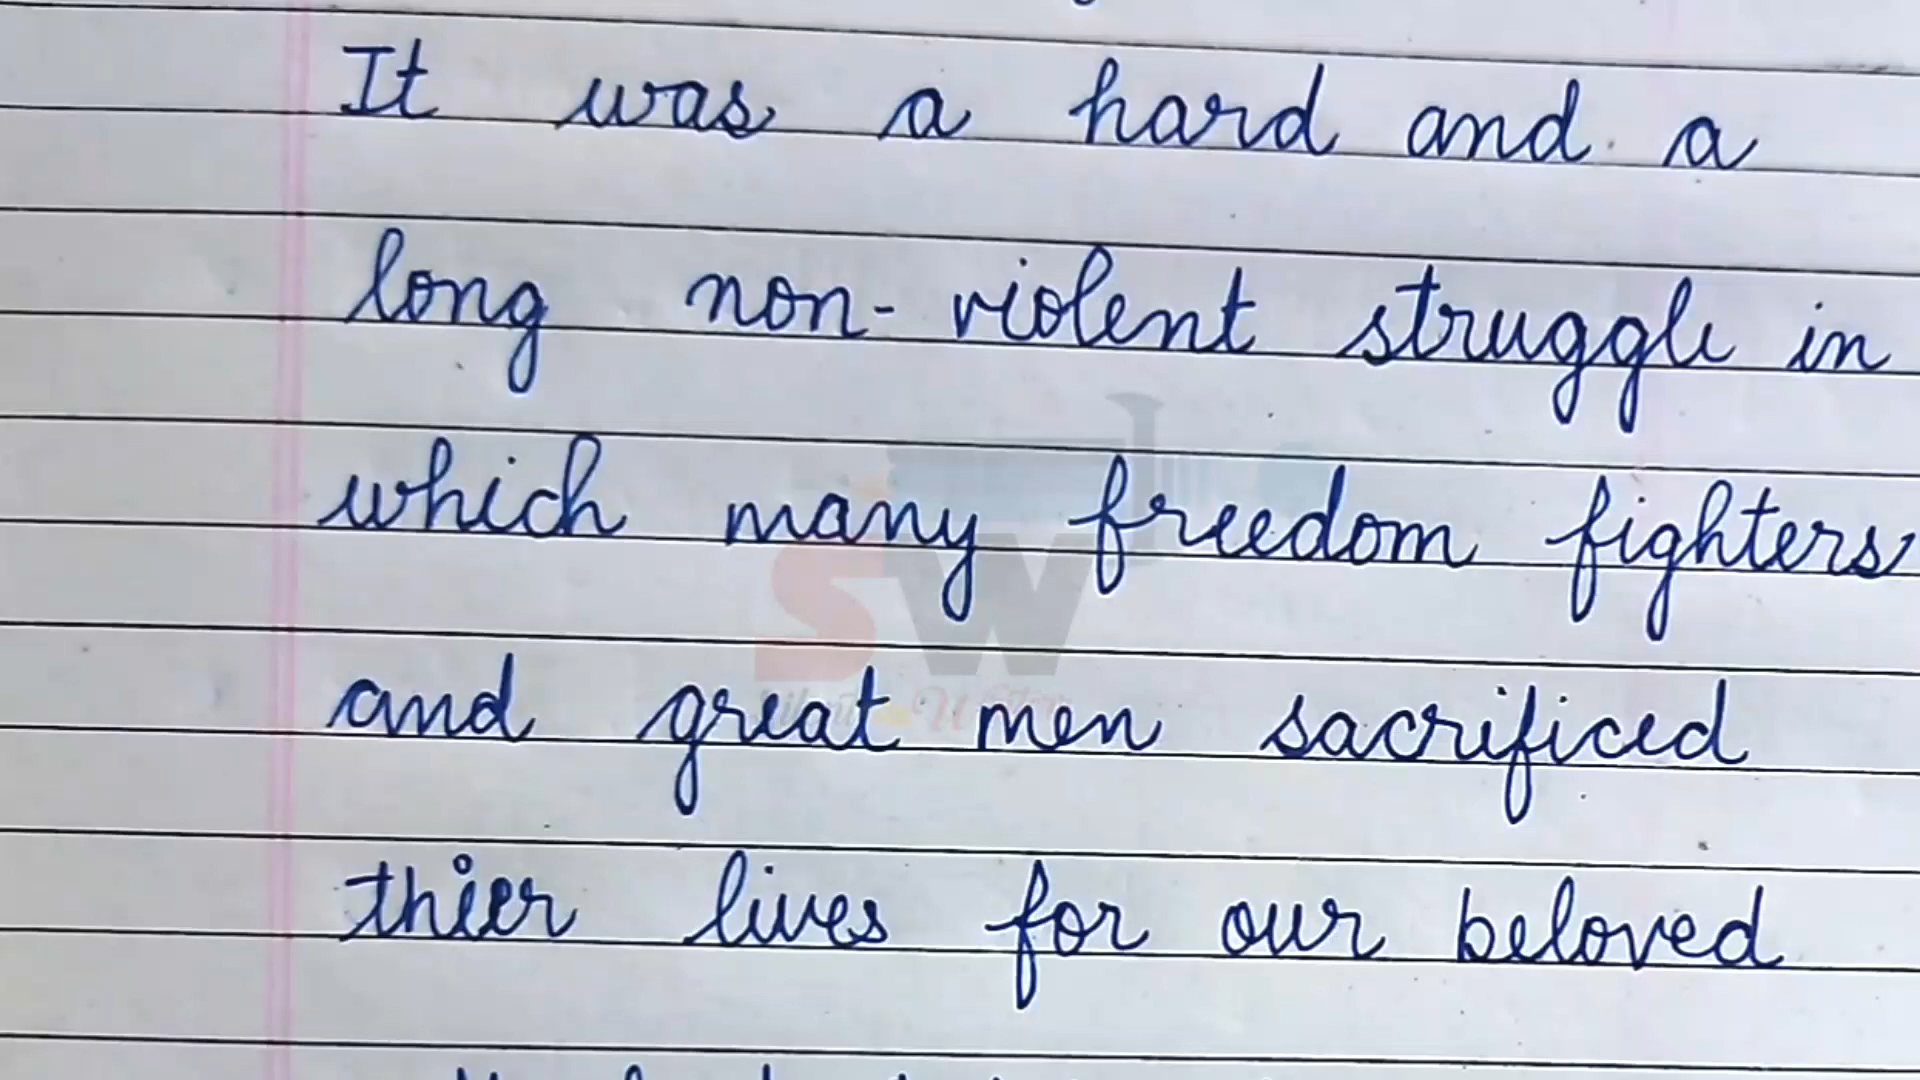 It was a hard and a
long non-violent struggle in
which many freedom fighters
SW
and great men sacrificed
thier lives for our beloved